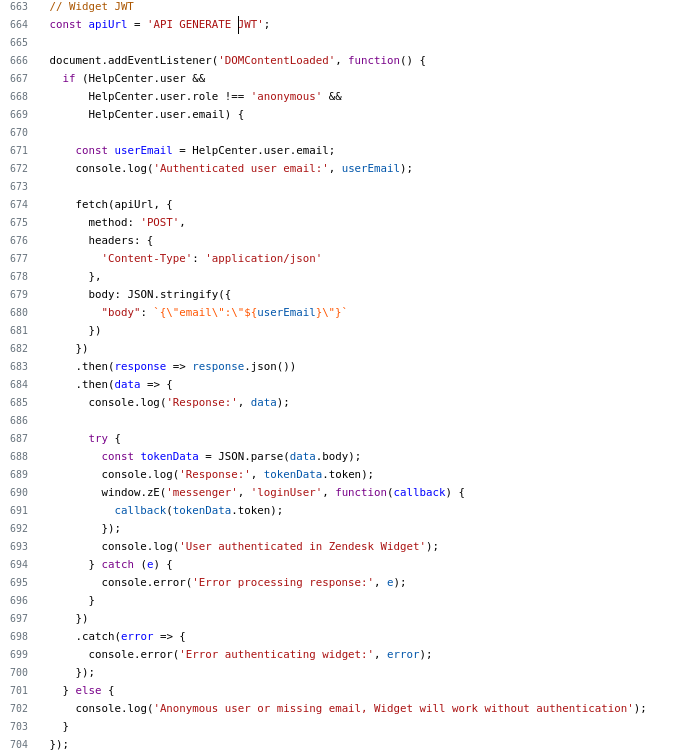 663 // Widget JWT
664 const apiUrl = 'API GENERATE JWT';
665
666 document.addEventListener('DOMContentLoaded', function() {
667 if (HelpCenter.user &&
668 HelpCenter.user.role !== 'anonymous' &&
669 HelpCenter.user.email) {
670
671 const userEmail = HelpCenter.user.email;
672 console.log('Authenticated user email:', userEmail);
673
674 fetch(apiUrl, {
675 method: 'POST',
676 headers: {
677 'Content-Type': 'application/json'
678 },
679 body: JSON.stringify({
680 "body": `{\"email\":\"${userEmail}\"}`
681 })
682 })
683 .then(response => response.json())
684 .then(data => {
685 console.log('Response:', data);
686
687 try {
688 const tokenData = JSON.parse(data.body);
689 console.log('Response:', tokenData.token);
690 window.zE('messenger', 'loginUser', function(callback) {
691 callback(tokenData.token);
692 });
693 console.log('User authenticated in Zendesk Widget');
694 } catch (e) {
695 console.error('Error processing response:', e);
696 }
697 })
698 .catch(error => {
699 console.error('Error authenticating widget:', error);
700 });
701 } else {
702 console.log('Anonymous user or missing email, Widget will work without authentication');
703 }
704 });